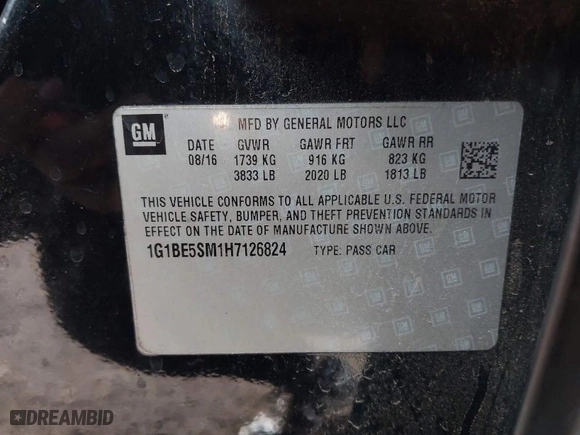 GM
MFD BY GENERAL MOTORS LLC
DATE GVWR GAWR FRT GAWR RR
08/16 1739 KG 916 KG 823 KG
3833 LB 2020 LB 1813 LB
THIS VEHICLE CONFORMS TO ALL APPLICABLE U.S. FEDERAL MOTOR
VEHICLE SAFETY, BUMPER, AND THEFT PREVENTION STANDARDS IN
EFFECT ON THE DATE OF MANUFACTURE SHOWN ABOVE.
1G1BE5SM1H7126824 TYPE: PASS CAR
DREAMBID